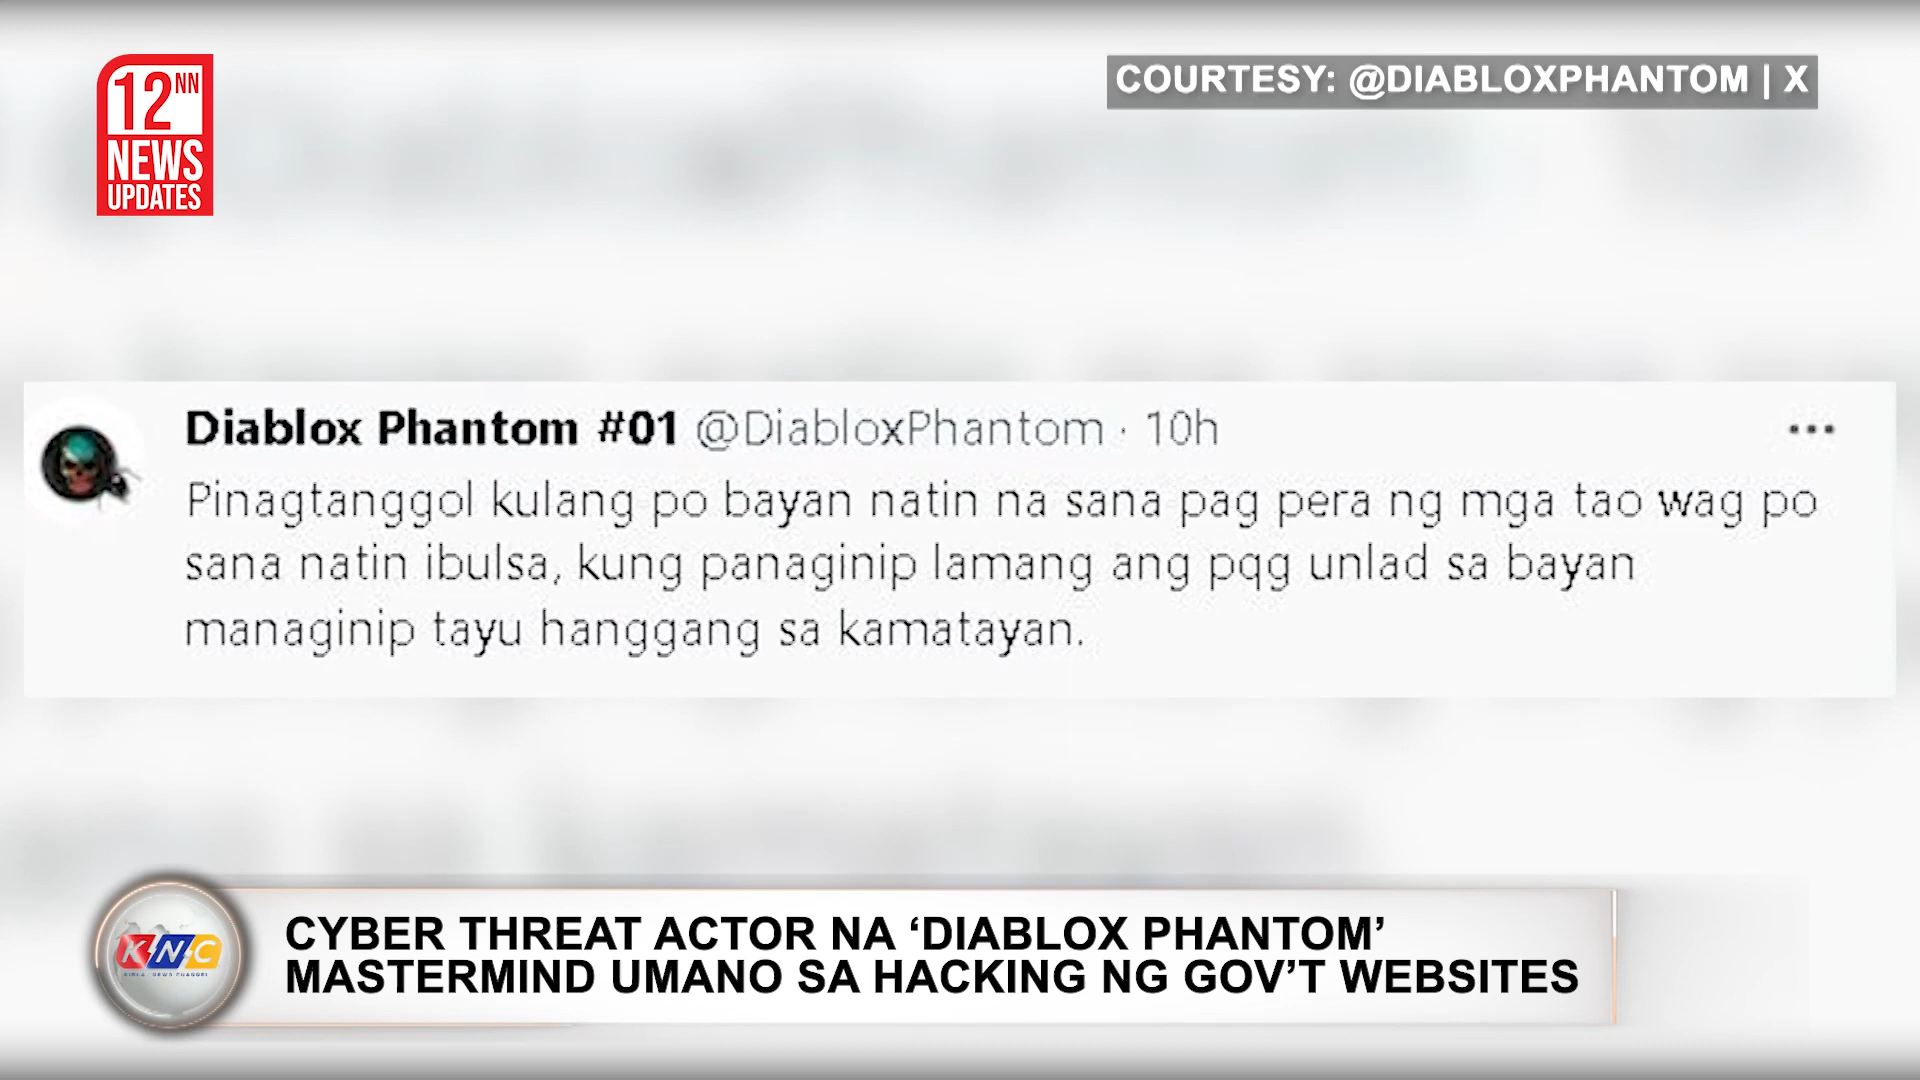 12NN
NEWS
UPDATES
COURTESY: @DIABLOXPHANTOM | X
Diablox Phantom #01 @DiabloxPhantom · 10h
Pinagtanggol kulang po bayan natin na sana pag pera ng mga tao wag po
sana natin ibulsa, kung panaginip lamang ang pqg unlad sa bayan
managinip tayu hanggang sa kamatayan.
KNC
CYBER THREAT ACTOR NA ‘DIABLOX PHANTOM’
MASTERMIND UMANO SA HACKING NG GOV’T WEBSITES